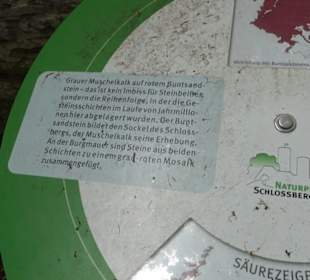 Grauer Muschelkalk auf rotem Buntsand-
stein – das ist kein Imbiss für Steinbeißer,
sondern die Reihenfolge, in der die Ge-
steinsschichten im Laufe von Jahrmillio-
nen hier abgelagert wurden. Der Bunt-
sandstein bildet den Sockel des Schloss-
bergs, der Muschelkalk seine Erhebung.
An der Burgmauer sind Steine aus beiden
Schichten zu einem grau-roten Mosaik
zusammengefügt.
NATURP
SCHLOSSBERG
SÄUREZEIGE